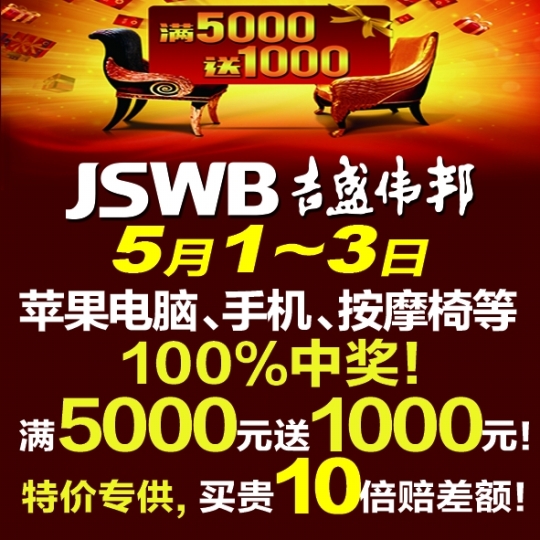 满5000
送1000
JSWB 吉盛伟邦
5月1~3日
苹果电脑、手机、按摩椅等
100%中奖!
满5000元送1000元!
特价专供,买贵10倍赔差额!